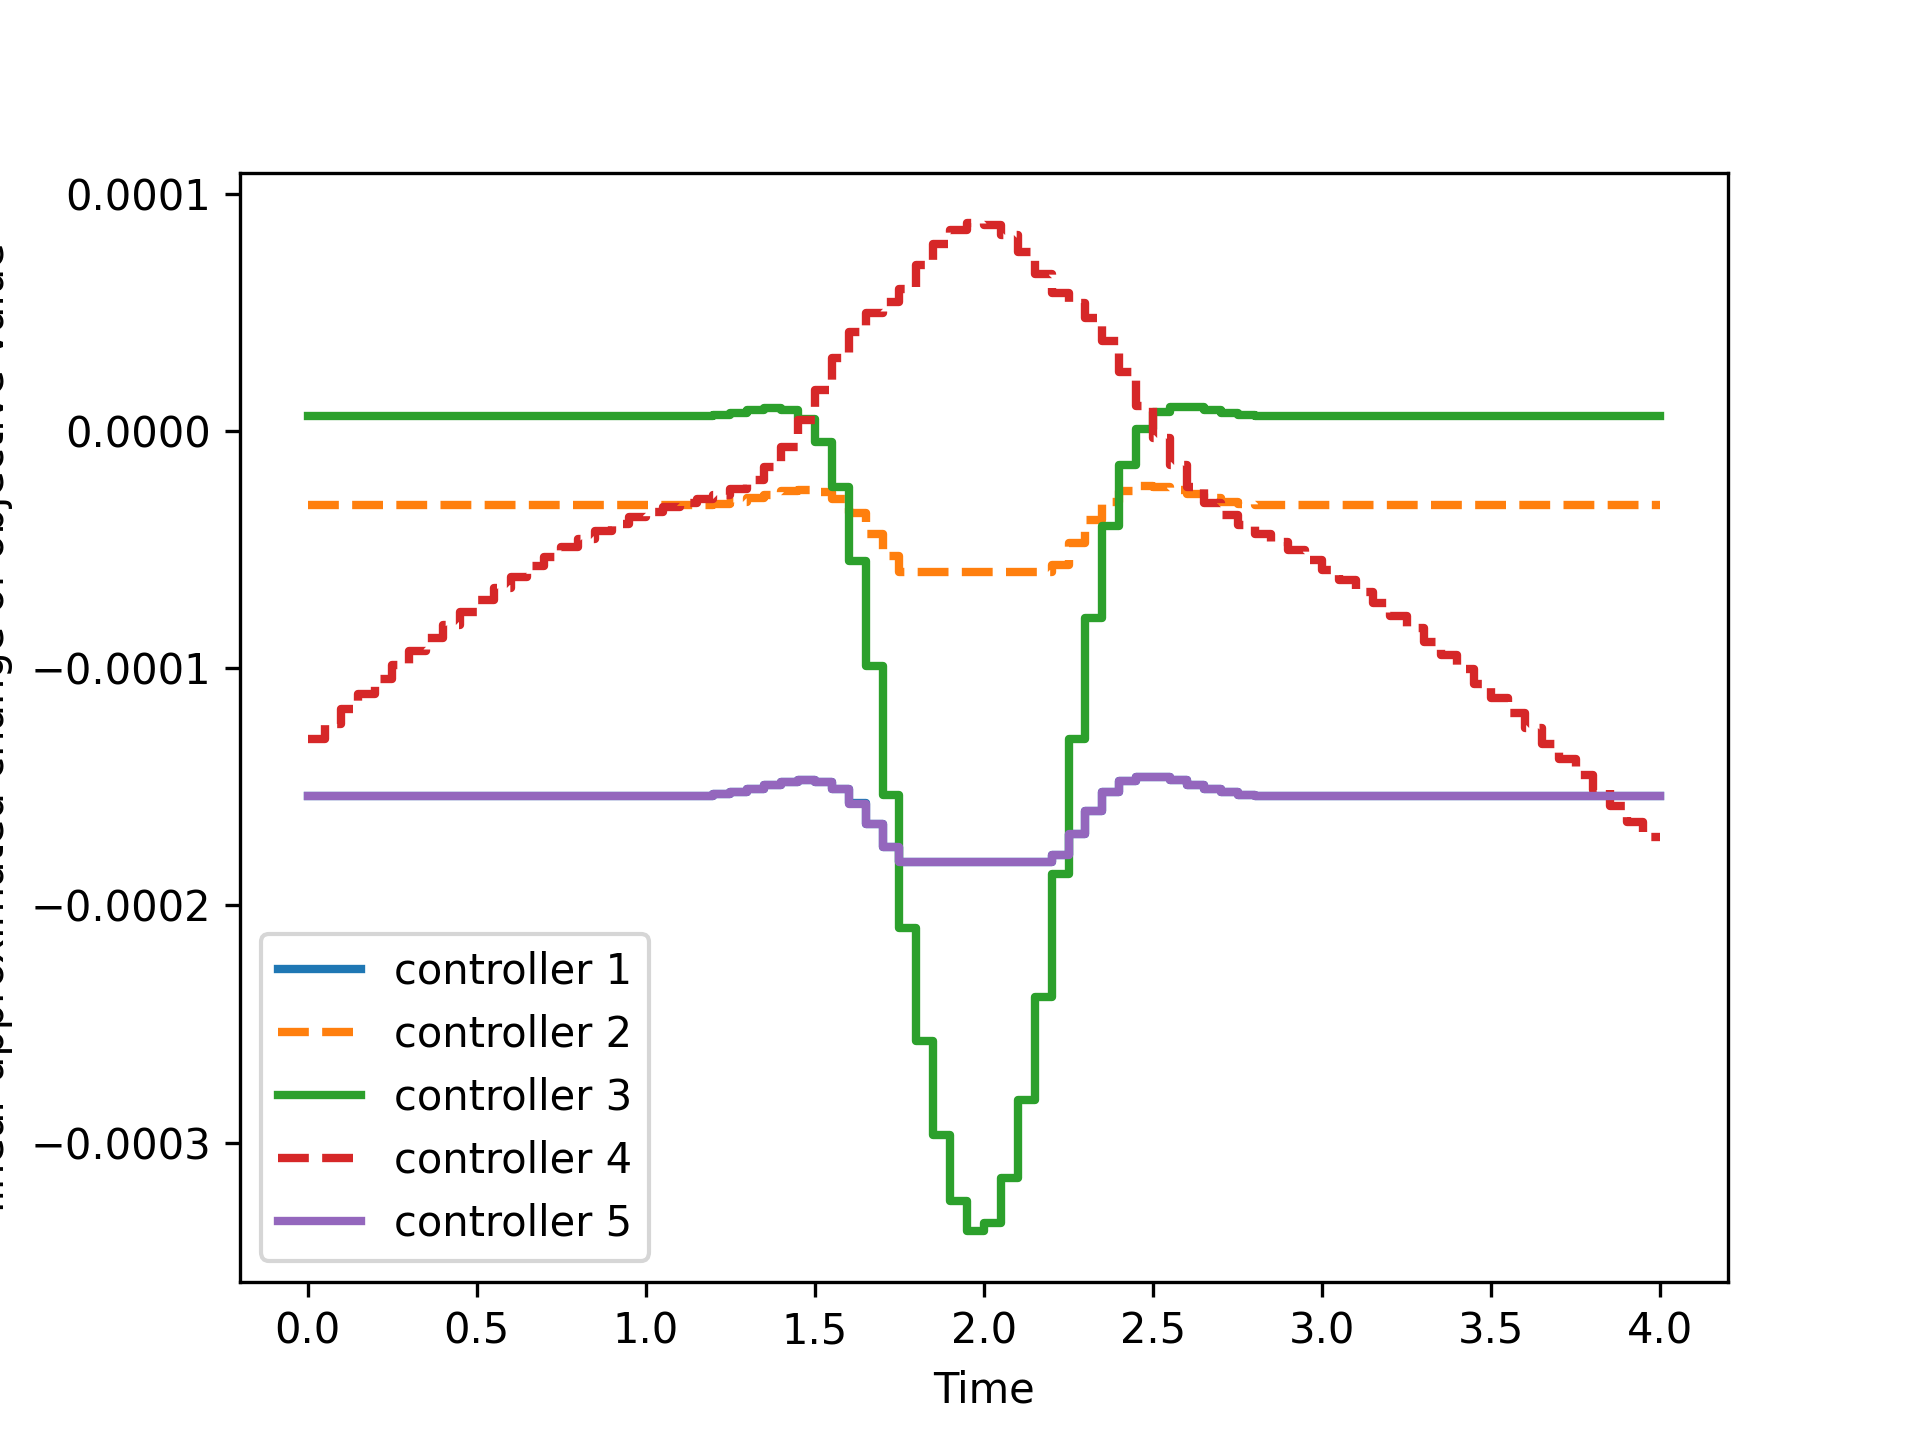 0.0001
0.0000
−0.0001
−0.0002
−0.0003
controller 1
controller 2
controller 3
controller 4
controller 5
0.0 0.5 1.0 1.5 2.0 2.5 3.0 3.5 4.0
Time